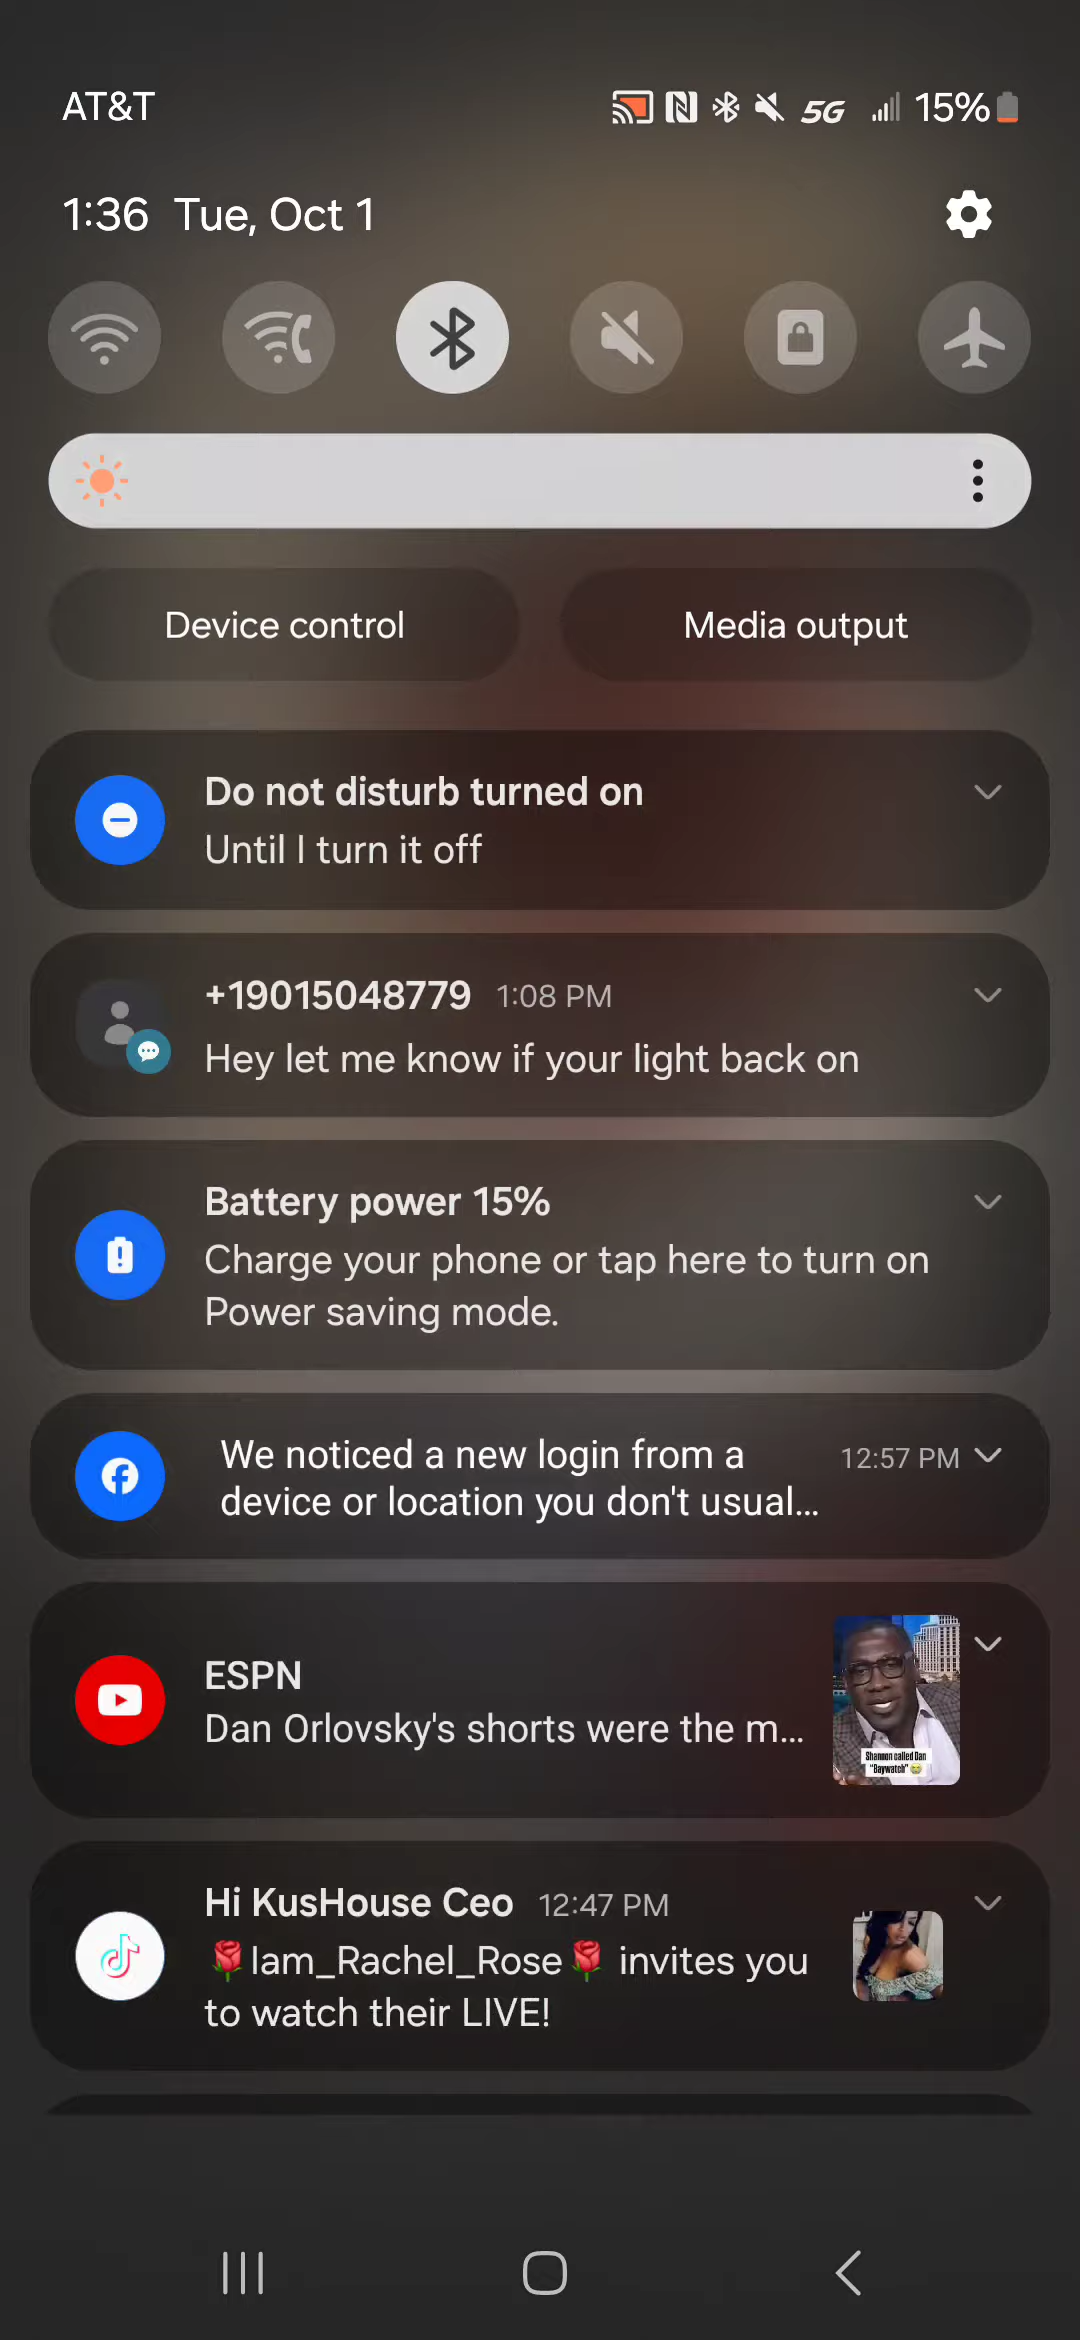 AT&T 5G 15%
1:36 Tue, Oct 1
Device control
Media output
Do not disturb turned on
Until I turn it off
+19015048779 1:08 PM
Hey let me know if your light back on
Battery power 15%
Charge your phone or tap here to turn on
Power saving mode.
We noticed a new login from a 12:57 PM
device or location you don't usual...
ESPN
Dan Orlovsky's shorts were the m...
Shannon called Dan
"Baywatch" 😂
Hi KusHouse Ceo 12:47 PM
🌹Iam_Rachel_Rose🌹 invites you
to watch their LIVE!